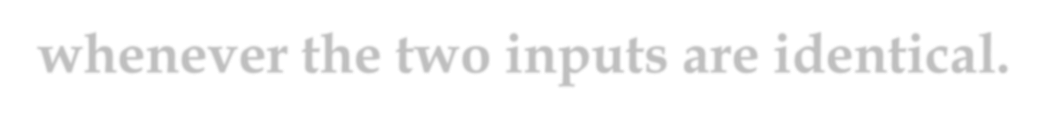 whenever the two inputs are identical.